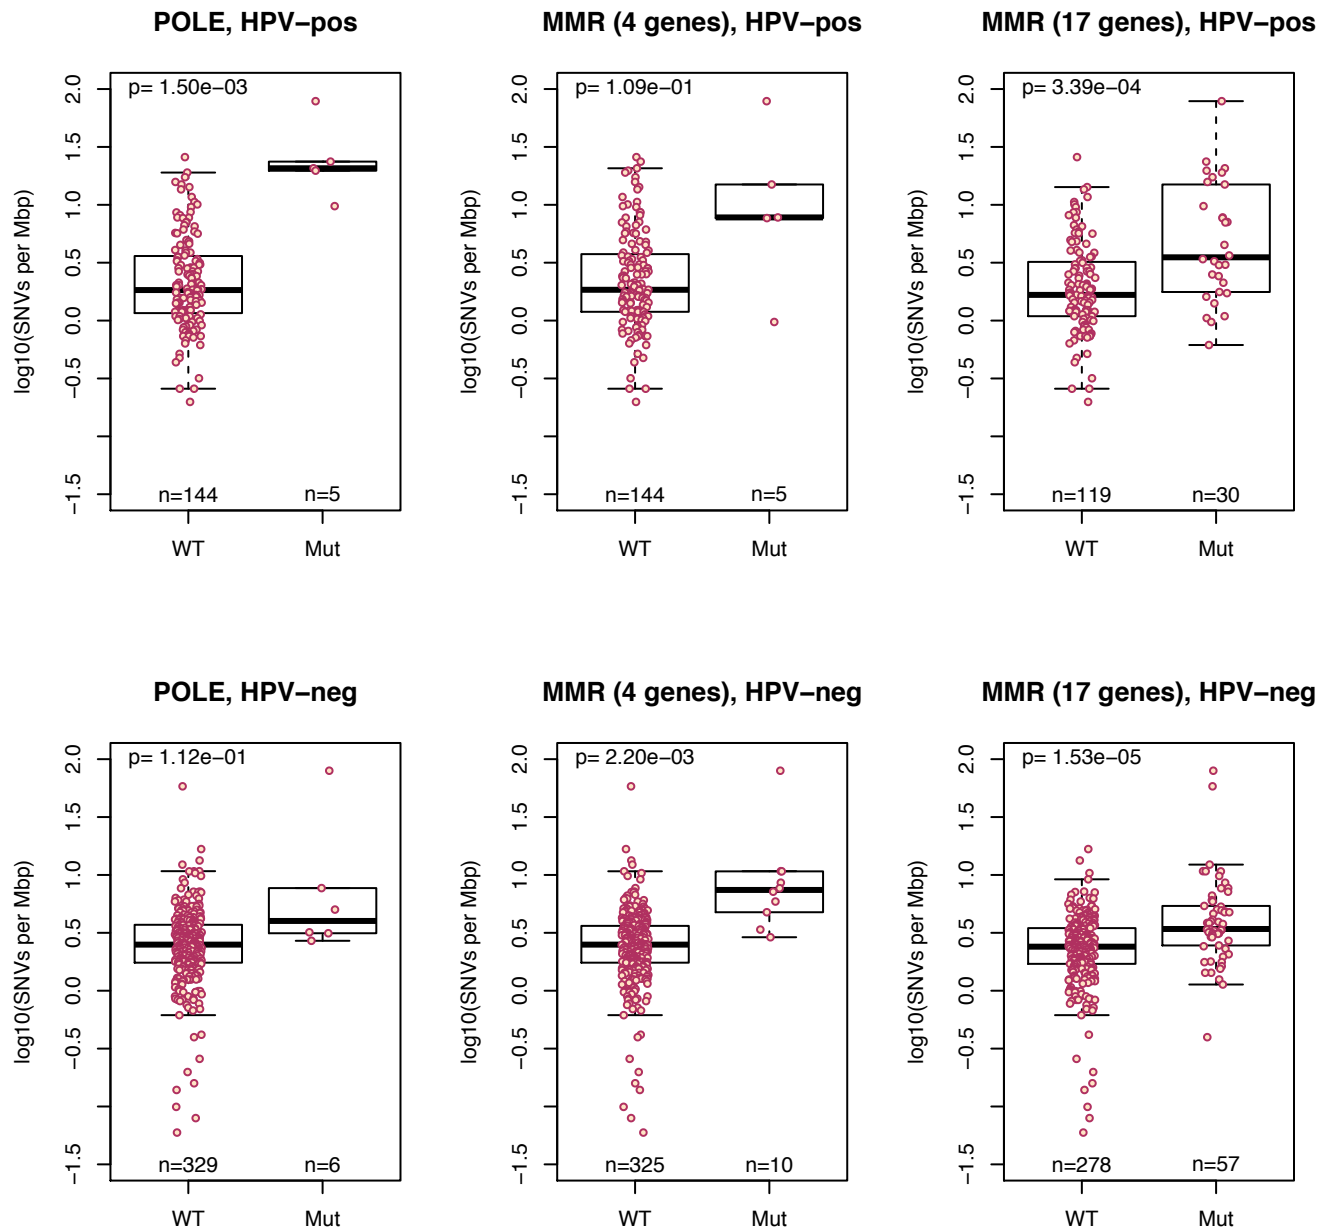 POLE, HPV−pos
p= 1.50e−03
log10(SNVs per Mbp)
2.0
1.5
1.0
0.5
0.0
−0.5
−1.5
n=144
n=5
WT
Mut
MMR (4 genes), HPV−pos
p= 1.09e−01
log10(SNVs per Mbp)
2.0
1.5
1.0
0.5
0.0
−0.5
−1.5
n=144
n=5
WT
Mut
MMR (17 genes), HPV−pos
p= 3.39e−04
log10(SNVs per Mbp)
2.0
1.5
1.0
0.5
0.0
−0.5
−1.5
n=119
n=30
WT
Mut
POLE, HPV−neg
p= 1.12e−01
log10(SNVs per Mbp)
2.0
1.5
1.0
0.5
0.0
−0.5
−1.5
n=329
n=6
WT
Mut
MMR (4 genes), HPV−neg
p= 2.20e−03
log10(SNVs per Mbp)
2.0
1.5
1.0
0.5
0.0
−0.5
−1.5
n=325
n=10
WT
Mut
MMR (17 genes), HPV−neg
p= 1.53e−05
log10(SNVs per Mbp)
2.0
1.5
1.0
0.5
0.0
−0.5
−1.5
n=278
n=57
WT
Mut